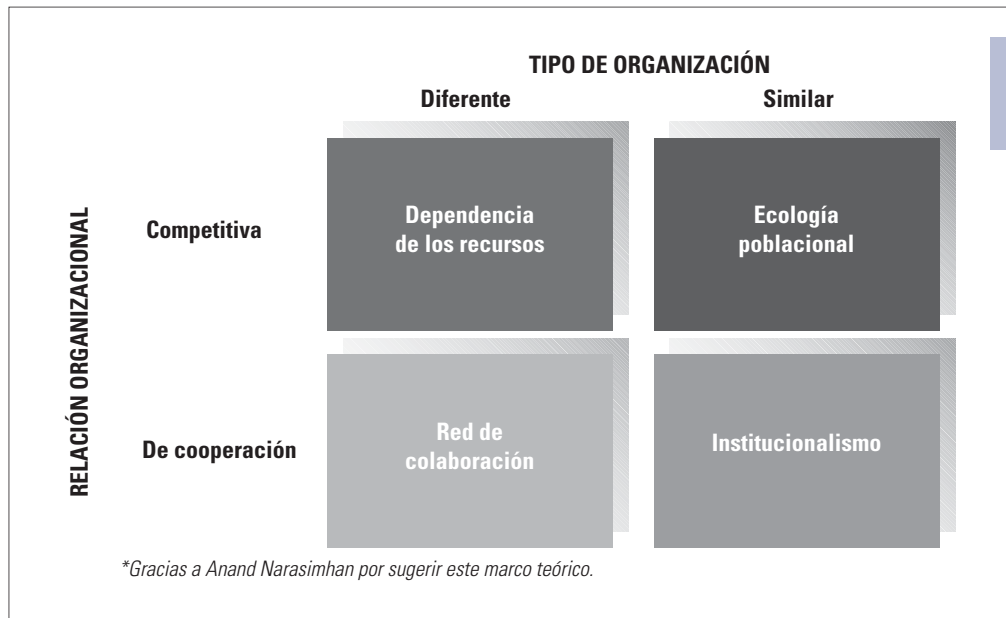 TIPO DE ORGANIZACIÓN
Diferente
Similar
RELACIÓN ORGANIZACIONAL
Competitiva
Dependencia
de los recursos
Ecología
poblacional
De cooperación
Red de
colaboración
Institucionalismo
*Gracias a Anand Narasimhan por sugerir este marco teórico.